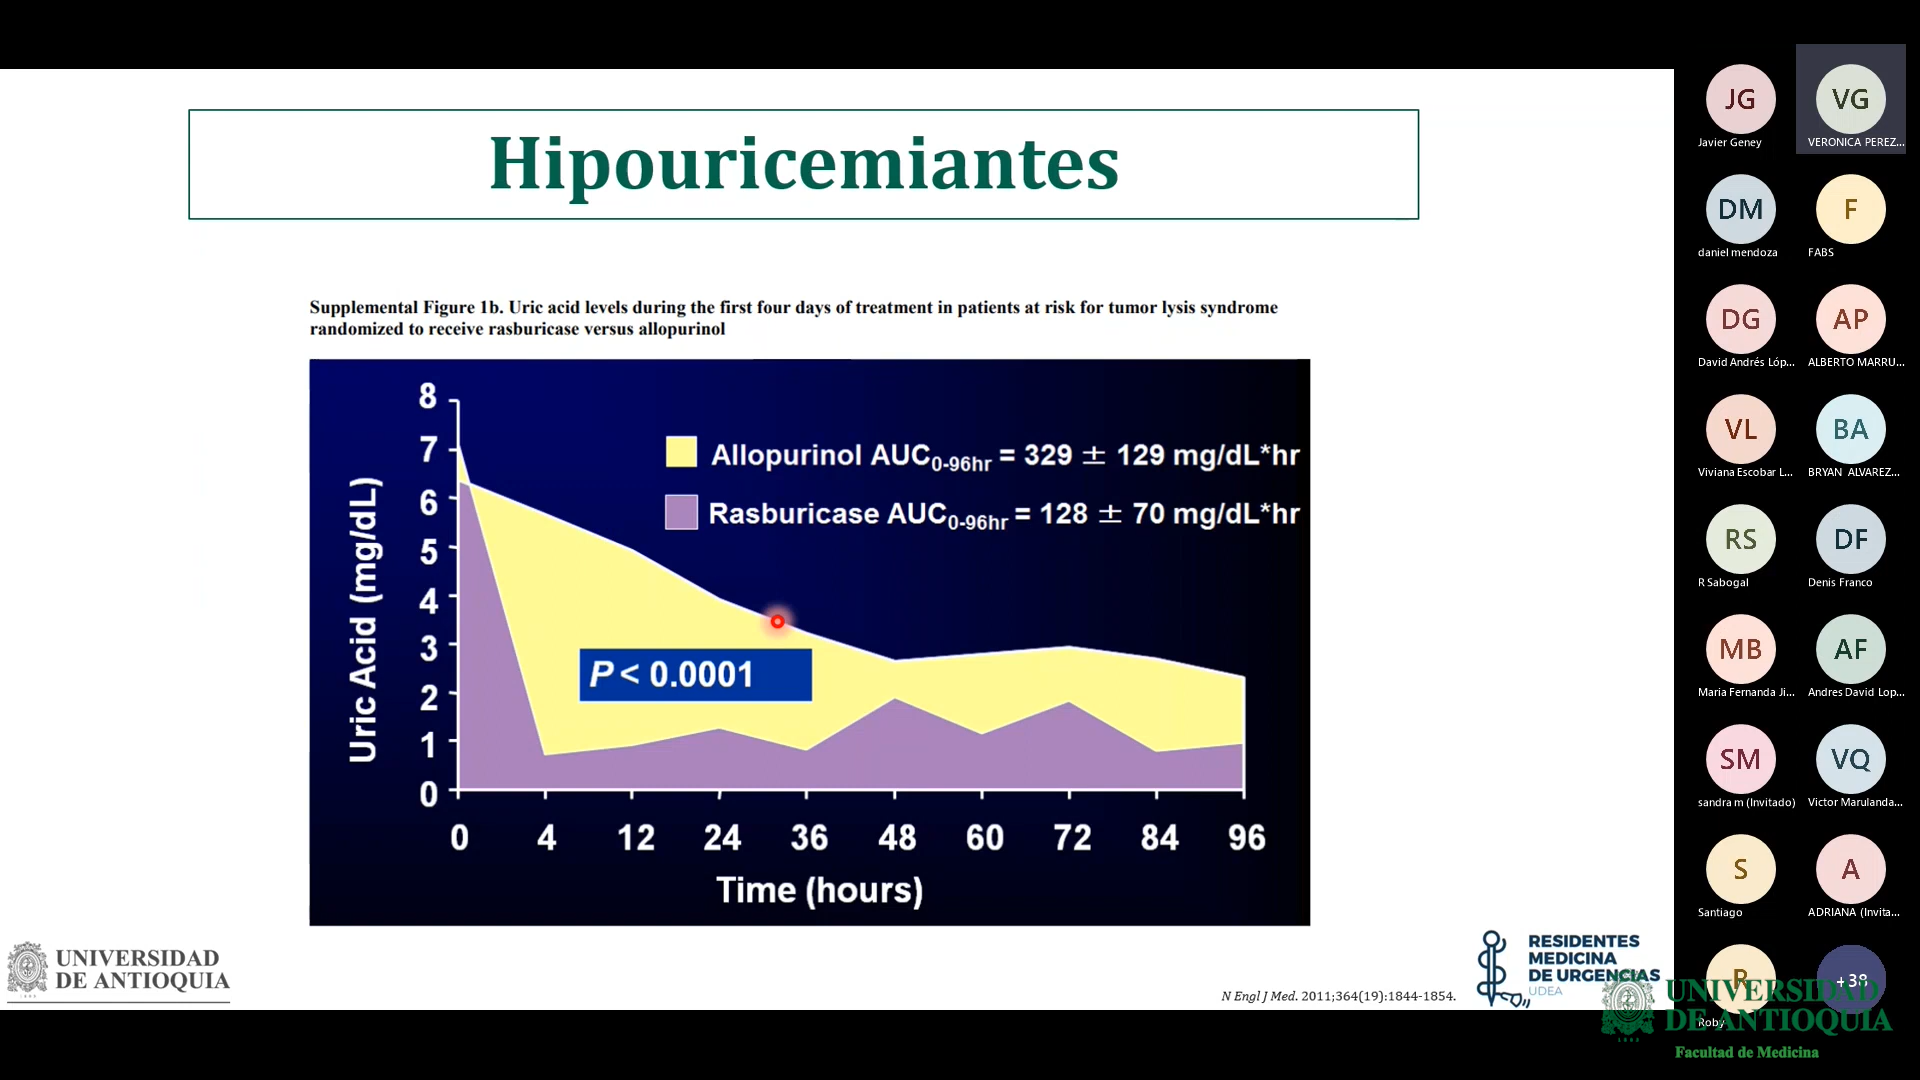 Hipouricemiantes
Supplemental Figure 1b. Uric acid levels during the first four days of treatment in patients at risk for tumor lysis syndrome
randomized to receive rasburicase versus allopurinol
8
7
6
5
4
3
2
1
0
Uric Acid (mg/dL)
Allopurinol AUC0-96hr = 329 ± 129 mg/dL*hr
Rasburicase AUC0-96hr = 128 ± 70 mg/dL*hr
P < 0.0001
0 4 12 24 36 48 60 72 84 96
Time (hours)
UNIVERSIDAD
DE ANTIOQUIA
N Engl J Med. 2011;364(19):1844-1854.
RESIDENTES
MEDICINA
DE URGENCIAS
UDEA
JG VG
Javier Geney VERONICA PEREZ...
DM F
daniel mendoza FABS
DG AP
David Andrés Lóp... ALBERTO MARRU...
VL BA
Viviana Escobar L... BRYAN ALVAREZ...
RS DF
R Sabogal Denis Franco
MB AF
Maria Fernanda Ji... Andres David Lop...
SM VQ
sandra m (Invitado) Victor Marulanda...
S A
Santiago ADRIANA (Invita...
R +38
Roby
UNIVERSIDAD
DE ANTIOQUIA
Facultad de Medicina